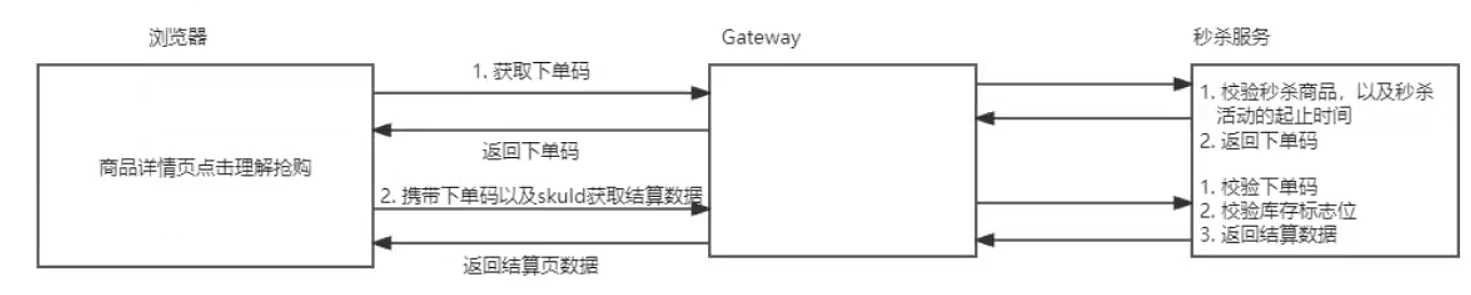 浏览器
Gateway
秒杀服务
商品详情页点击理解抢购
1. 获取下单码
返回下单码
2. 携带下单码以及skuId获取结算数据
返回结算页数据
1. 校验秒杀商品，以及秒杀
活动的起止时间
2. 返回下单码
1. 校验下单码
2. 校验库存标志位
3. 返回结算数据